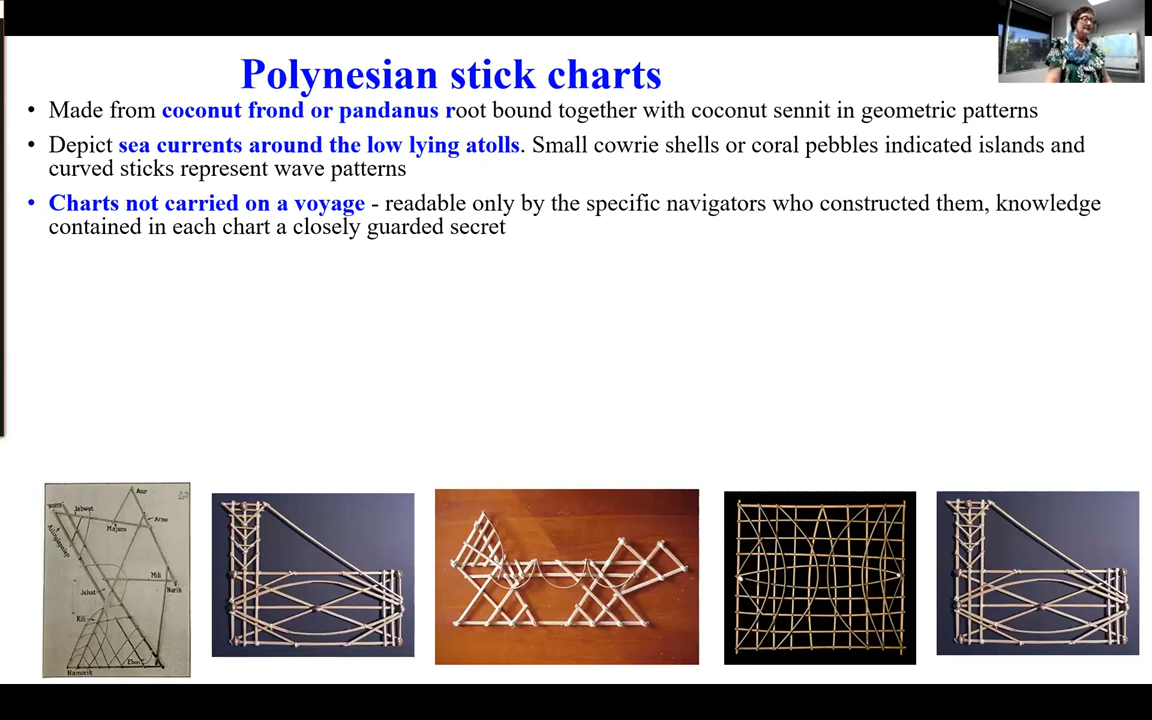 Polynesian stick charts
• Made from coconut frond or pandanus root bound together with coconut sennit in geometric patterns
• Depict sea currents around the low lying atolls. Small cowrie shells or coral pebbles indicated islands and
curved sticks represent wave patterns
• Charts not carried on a voyage - readable only by the specific navigators who constructed them, knowledge
contained in each chart a closely guarded secret
Aur
Jabwot
Arno
Majuro
Ailinglapalap
Mili
Narik
Jaluit
Kili
Ebon
Namorik